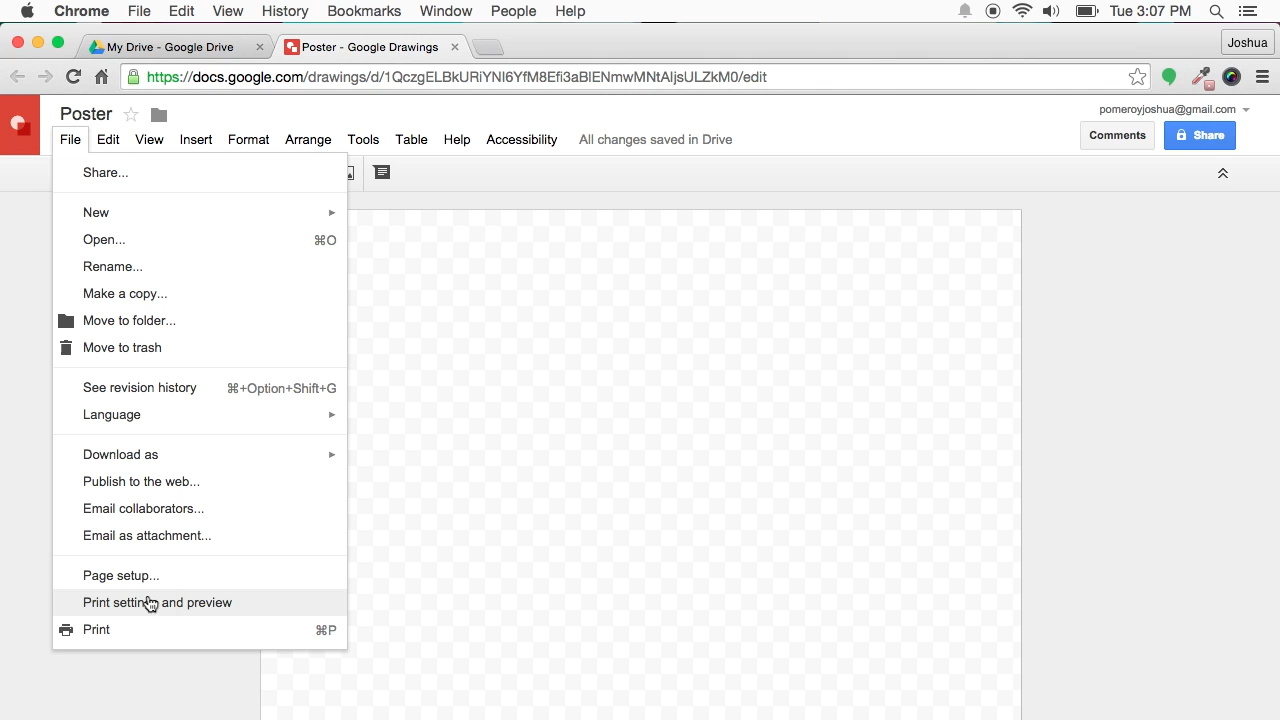 Chrome File Edit View History Bookmarks Window People Help Tue 3:07 PM
My Drive - Google Drive Poster - Google Drawings Joshua
https://docs.google.com/drawings/d/1QczgELBkURiYNI6YfM8Efi3aBIENmwMNtAljsULZkM0/edit
Poster pomeroyjoshua@gmail.com
File Edit View Insert Format Arrange Tools Table Help Accessibility All changes saved in Drive Comments Share
Share...
New
Open... ⌘O
Rename...
Make a copy...
Move to folder...
Move to trash
See revision history ⌘+Option+Shift+G
Language
Download as
Publish to the web...
Email collaborators...
Email as attachment...
Page setup...
Print settings and preview
Print ⌘P